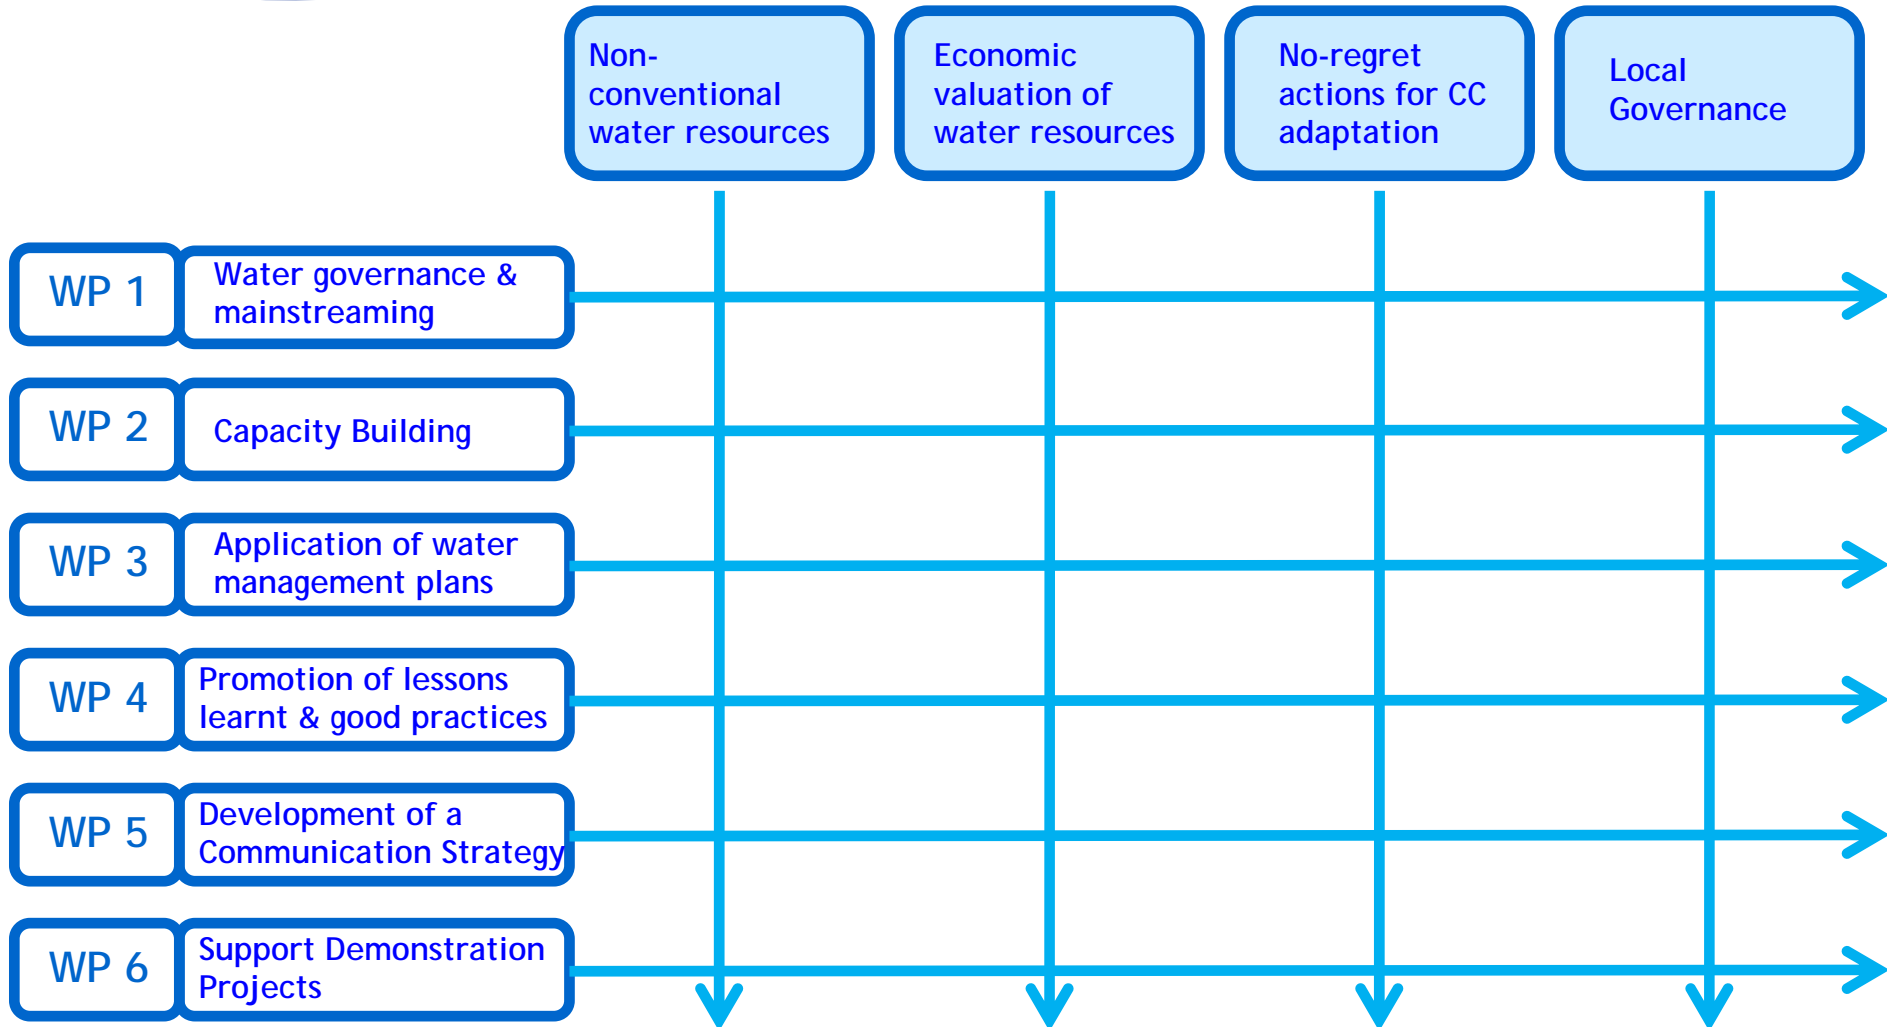 Non-
conventional
water resources
Economic
valuation of
water resources
No-regret
actions for CC
adaptation
Local
Governance
WP 1
Water governance &
mainstreaming
WP 2
Capacity Building
WP 3
Application of water
management plans
WP 4
Promotion of lessons
learnt & good practices
WP 5
Development of a
Communication Strategy
WP 6
Support Demonstration
Projects